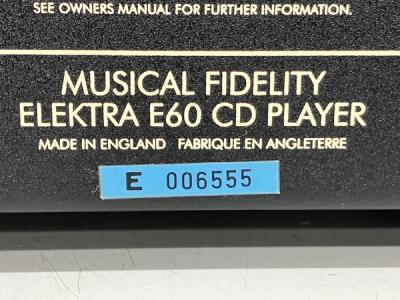 SEE OWNERS MANUAL FOR FURTHER INFORMATION.
MUSICAL FIDELITY
ELEKTRA E60 CD PLAYER
MADE IN ENGLAND FABRIQUE EN ANGLETERRE
E 006555